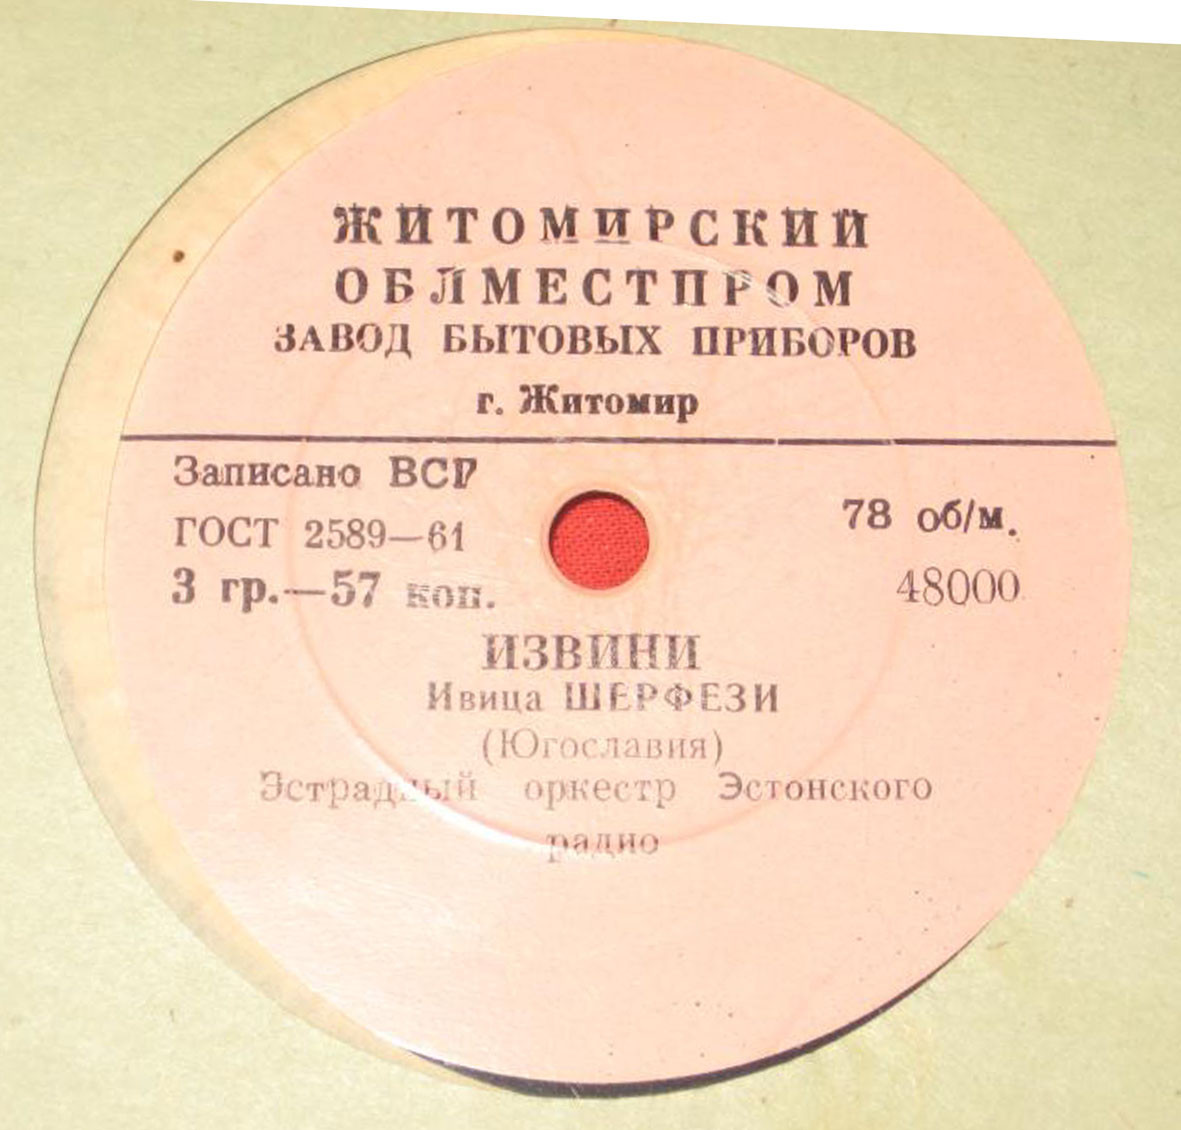 ЖИТОМИРСКИЙ
ОБЛМЕСТПРОМ
ЗАВОД БЫТОВЫХ ПРИБОРОВ
г. Житомир
Записано ВСГ
78 об/м.
ГОСТ 2589—61
3 гр.—57 коп.
48000
ИЗВИНИ
Ивица ШЕРФЕЗИ
(Югославия)
Эстрадный оркестр Эстонского
радио